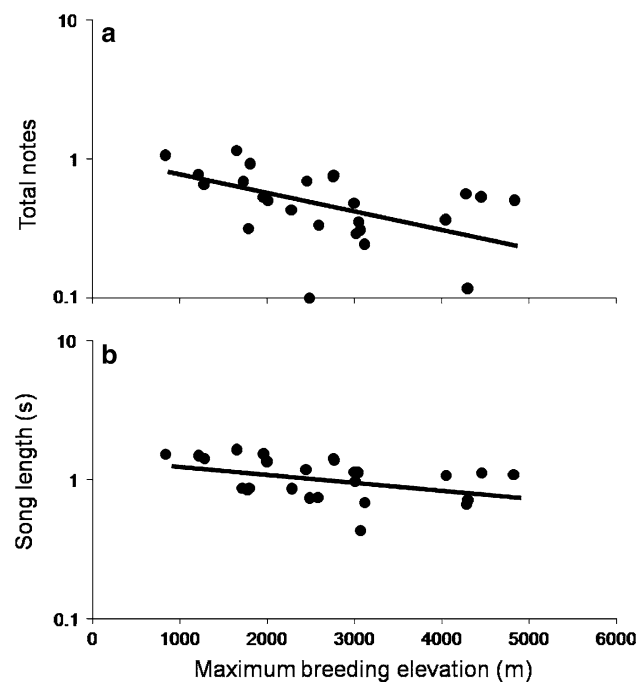 a
10
1
0.1
Total notes
b
10
1
0.1
Song length (s)
0 1000 2000 3000 4000 5000 6000
Maximum breeding elevation (m)